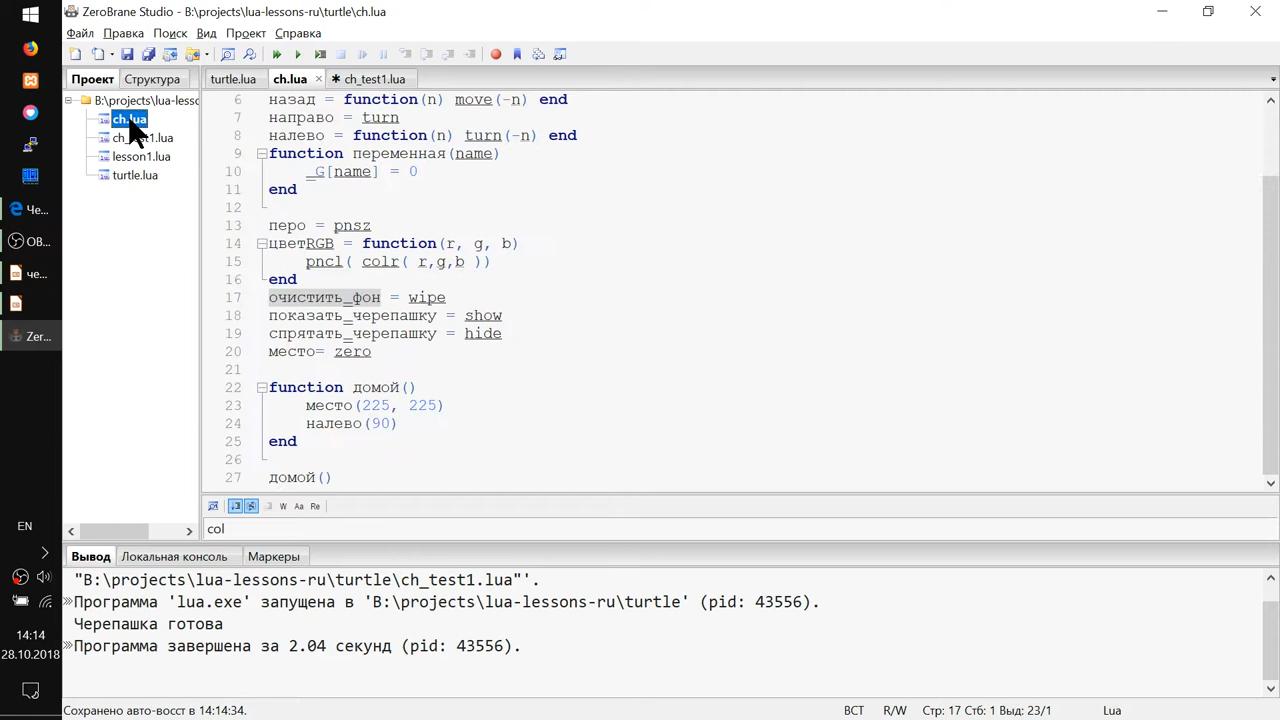 ZeroBrane Studio - B:\projects\lua-lessons-ru\turtle\ch.lua
Файл Правка Поиск Вид Проект Справка
Проект Структура
turtle.lua ch.lua × * ch_test1.lua
B:\projects\lua-lessc
ch.lua
ch_test1.lua
lesson1.lua
turtle.lua
6 назад = function(n) move(-n) end
7 направо = turn
8 налево = function(n) turn(-n) end
9 function переменная(name)
10 _G[name] = 0
11 end
12
13 перо = pnsz
14 цветRGB = function(r, g, b)
15 pncl( colr( r,g,b ))
16 end
17 очистить_фон = wipe
18 показать_черепашку = show
19 спрятать_черепашку = hide
20 место= zero
21
22 function домой()
23 место(225, 225)
24 налево(90)
25 end
26
27 домой()
W Aa Re
col
Вывод Локальная консоль Маркеры
"B:\projects\lua-lessons-ru\turtle\ch_test1.lua"'.
Программа 'lua.exe' запущена в 'B:\projects\lua-lessons-ru\turtle' (pid: 43556).
Черепашка готова
Программа завершена за 2.04 секунд (pid: 43556).
Сохранено авто-восст в 14:14:34.
ВСТ R/W Стр: 17 Стб: 1 Выд: 23/1 Lua
Че...
OB...
че...
Zer...
EN
14:14
28.10.2018